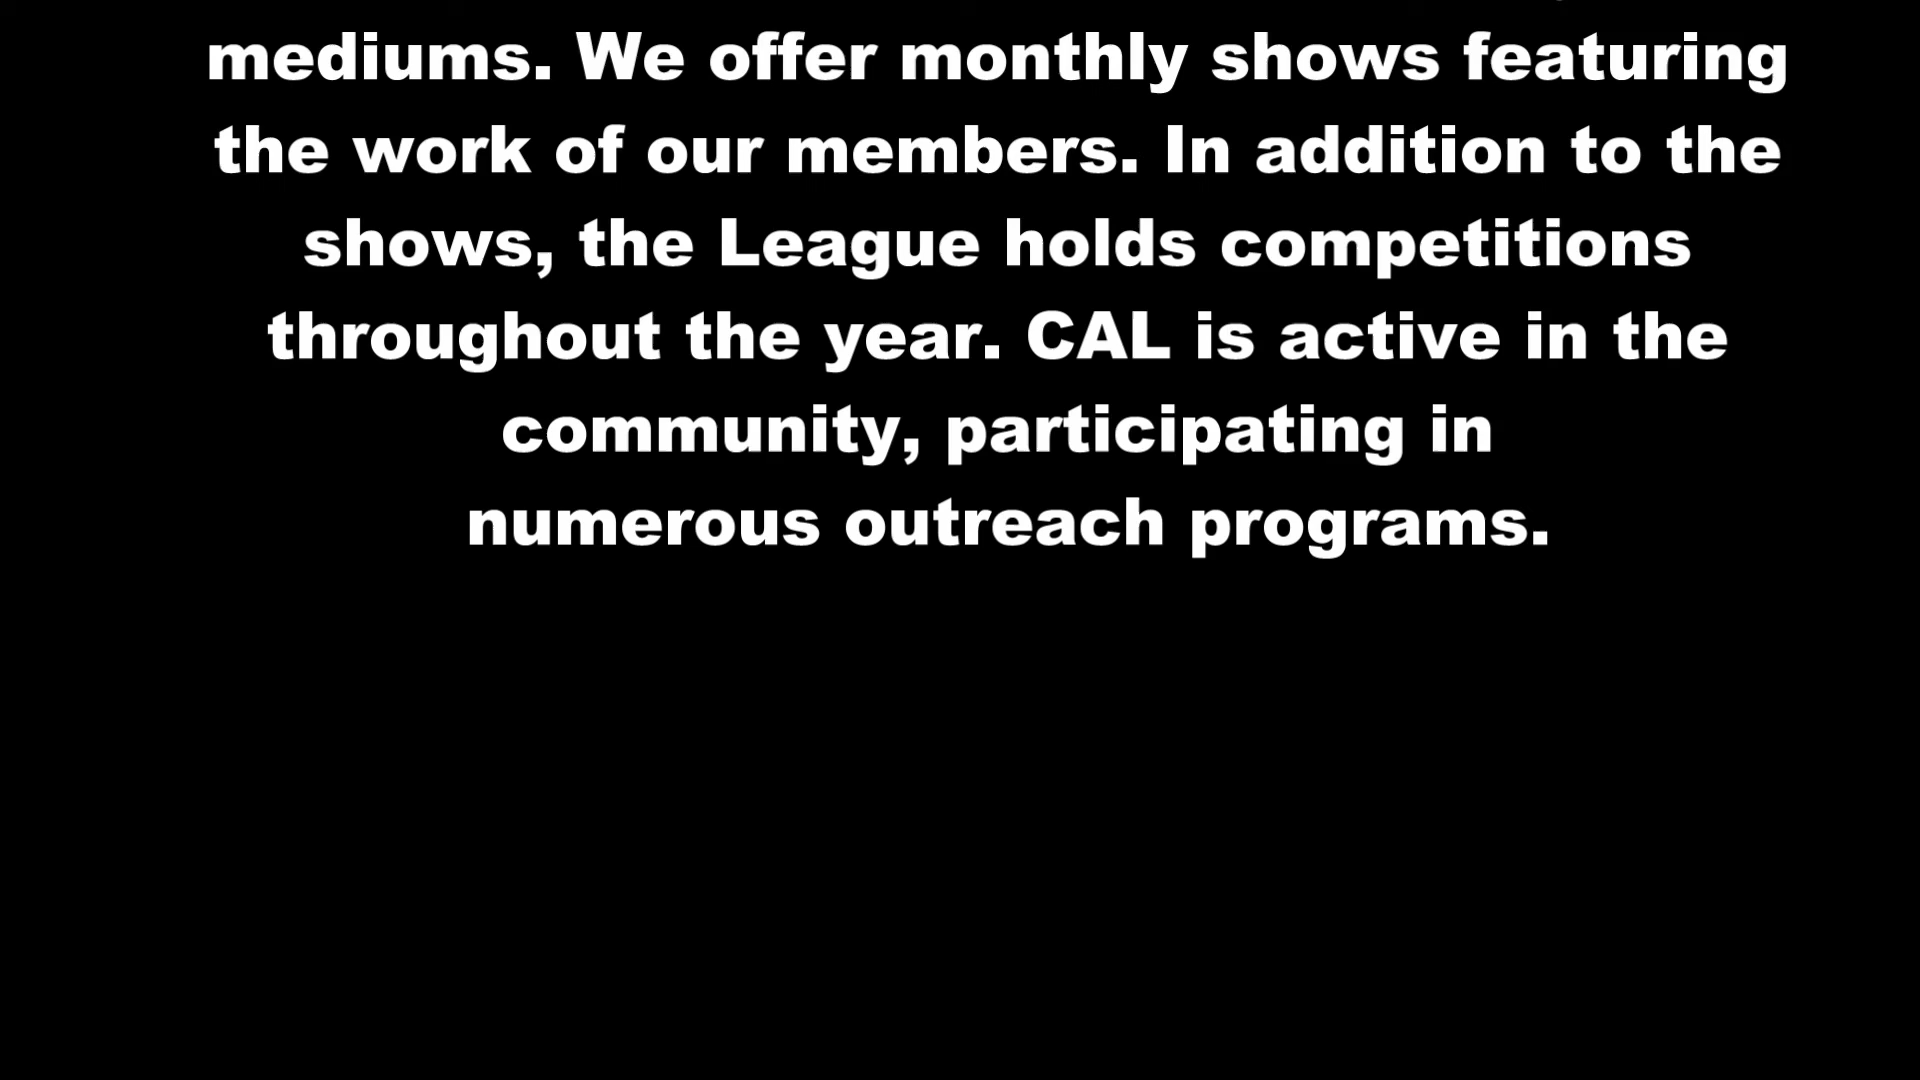 mediums. We offer monthly shows featuring
the work of our members. In addition to the
shows, the League holds competitions
throughout the year. CAL is active in the
community, participating in
numerous outreach programs.